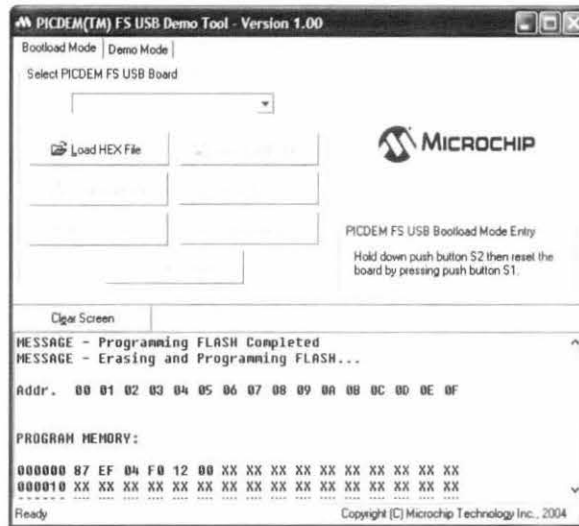 PICDEM(TM) FS USB Demo Tool - Version 1.00
Bootload Mode Demo Mode
Select PICDEM FS USB Board
Load HEX File
MICROCHIP
PICDEM FS USB Bootload Mode Entry
Hold down push button S2 then reset the
board by pressing push button S1.
Clear Screen
MESSAGE - Programming FLASH Completed
MESSAGE - Erasing and Programming FLASH...
Addr. 00 01 02 03 04 05 06 07 08 09 0A 0B 0C 0D 0E 0F
PROGRAM MEMORY:
000000 87 EF 04 F0 12 00 XX XX XX XX XX XX XX XX XX XX
000010 XX XX XX XX XX XX XX XX XX XX XX XX XX XX XX XX
Ready
Copyright (C) Microchip Technology Inc., 2004